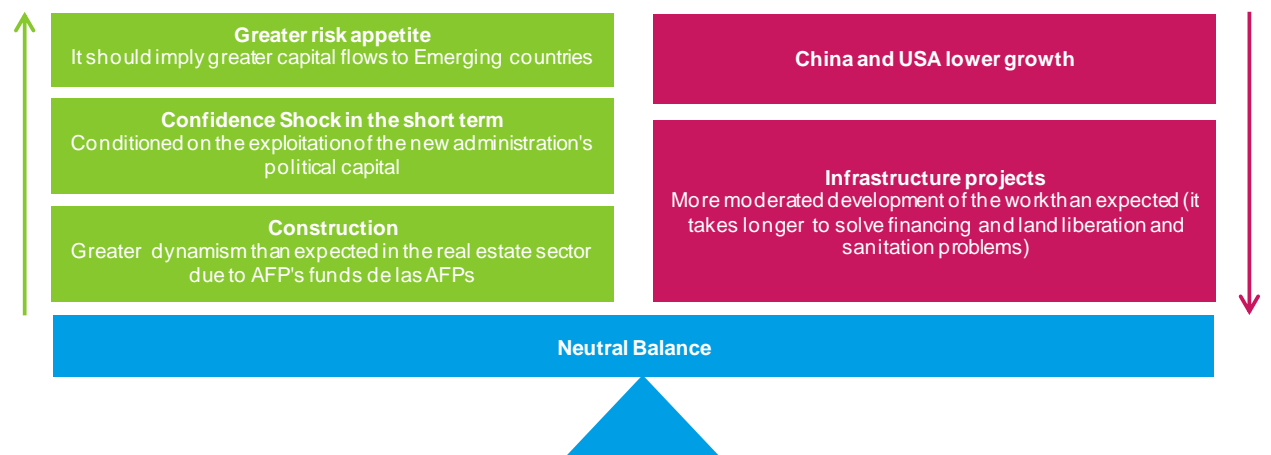 Greater risk appetite
It should imply greater capital flows to Emerging countries
Confidence Shock in the short term
Conditioned on the exploitation of the new administration's
political capital
Construction
Greater dynamism than expected in the real estate sector
due to AFP's funds de las AFPs
China and USA lower growth
Infrastructure projects
More moderated development of the work than expected (it
takes longer to solve financing and land liberation and
sanitation problems)
Neutral Balance